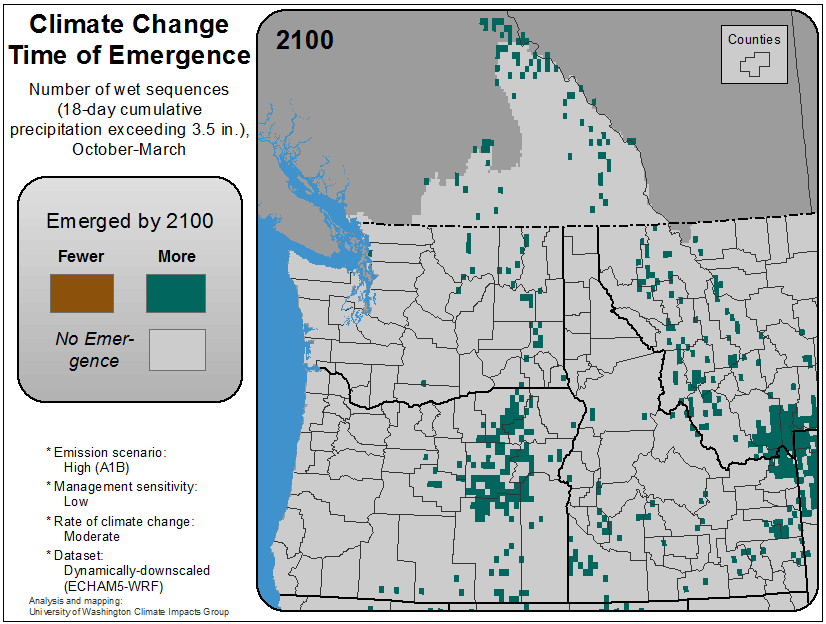 Climate Change
Time of Emergence
Number of wet sequences
(18-day cumulative
precipitation exceeding 3.5 in.),
October-March
Emerged by 2100
Fewer More
No Emer-
gence
* Emission scenario:
High (A1B)
* Management sensitivity:
Low
* Rate of climate change:
Moderate
* Dataset:
Dynamically-downscaled
(ECHAM5-WRF)
Analysis and mapping:
University of Washington Climate Impacts Group
2100
Counties